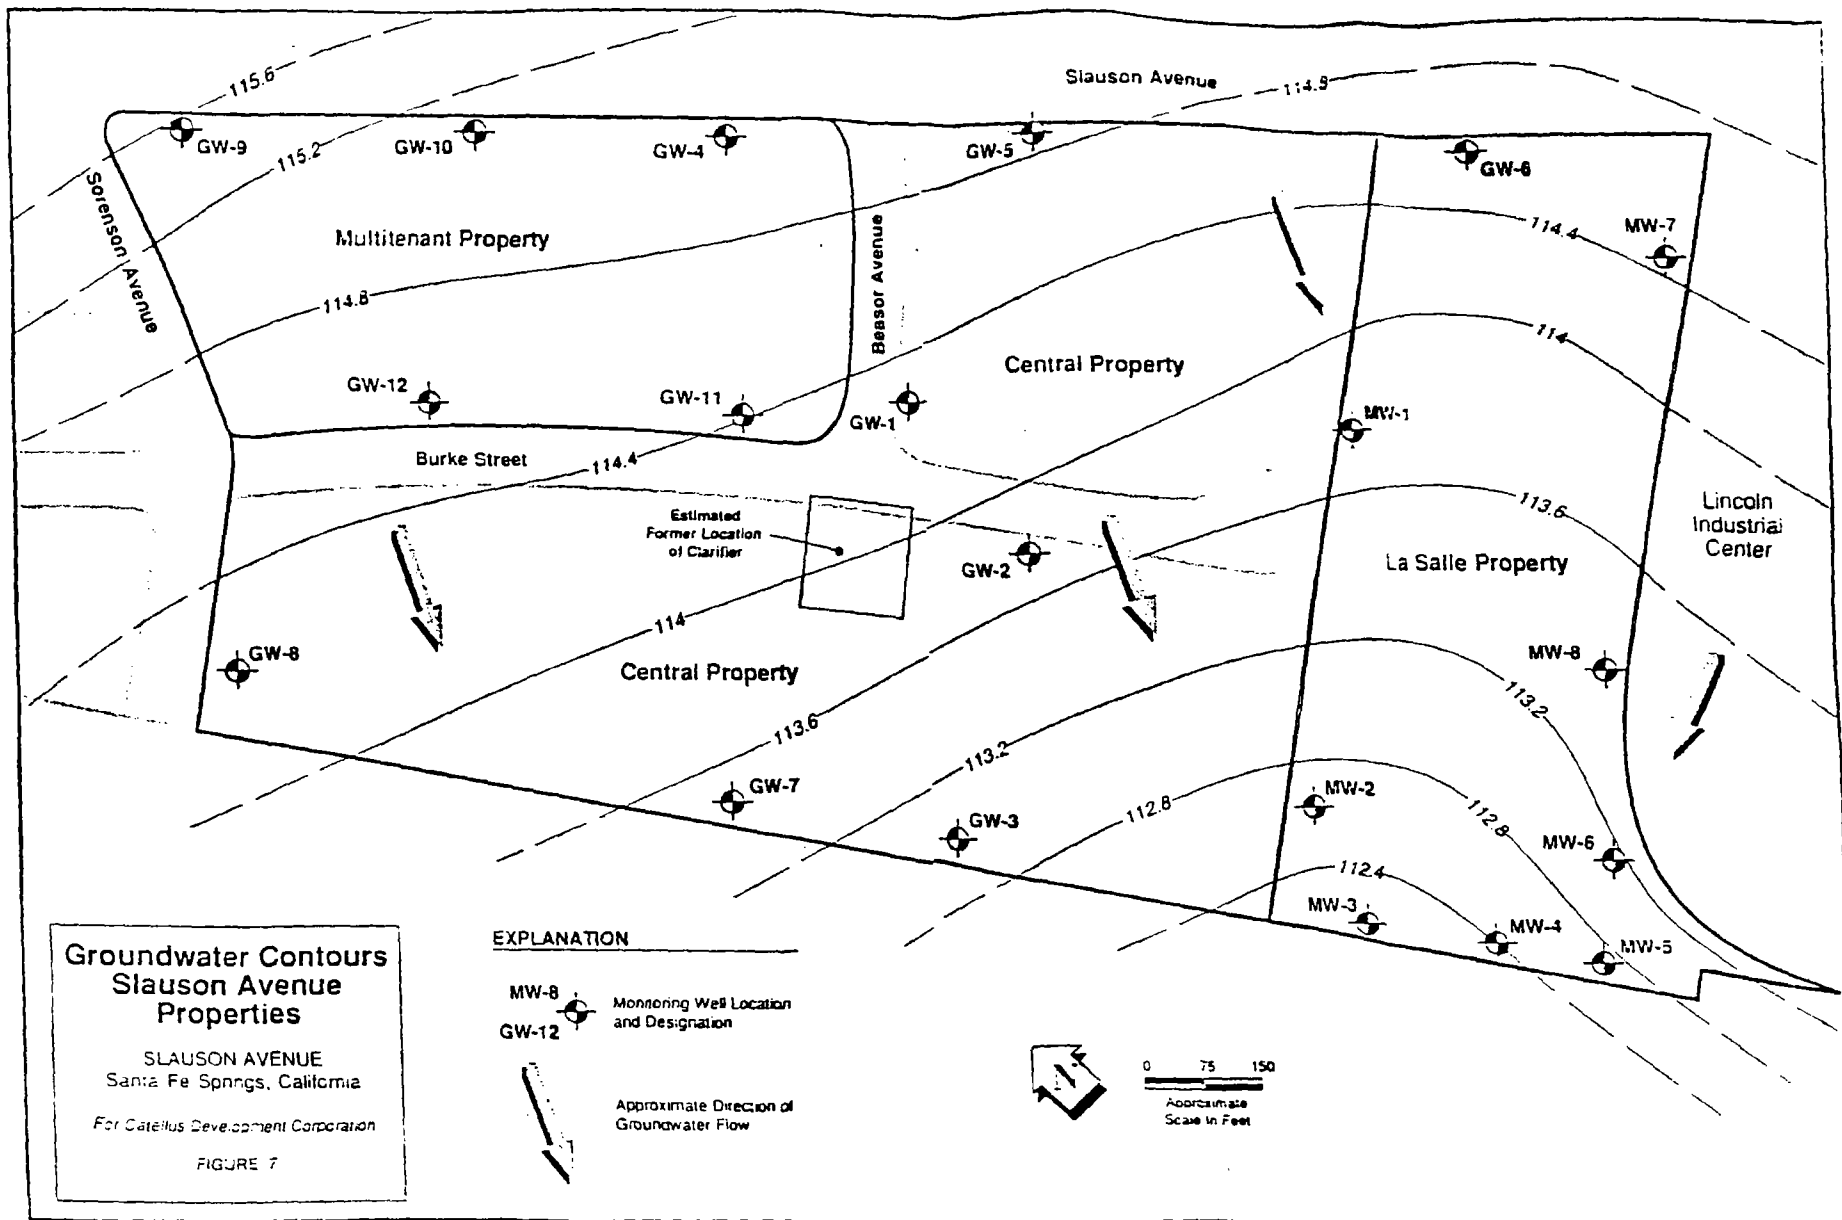 115.6
Slauson Avenue
114.8
GW-9
GW-10
GW-4
GW-5
GW-6
115.2
Sorenson Avenue
Multitenant Property
Beasor Avenue
114.4
MW-7
114.8
114
Central Property
GW-12
GW-11
GW-1
MW-1
Burke Street
114.4
113.6
Lincoln
Industrial
Center
Estimated
Former Location
of Clarifier
GW-2
La Salle Property
114
GW-8
Central Property
MW-8
113.2
113.6
113.2
GW-7
GW-3
112.8
MW-2
112.8
MW-6
112.4
MW-3
MW-4
MW-5
Groundwater Contours
Slauson Avenue
Properties
SLAUSON AVENUE
Santa Fe Springs, California
For Catellus Development Corporation
FIGURE 7
EXPLANATION
MW-8
GW-12
Monitoring Well Location
and Designation
Approximate Direction of
Groundwater Flow
0 75 150
Approximate
Scale in Feet